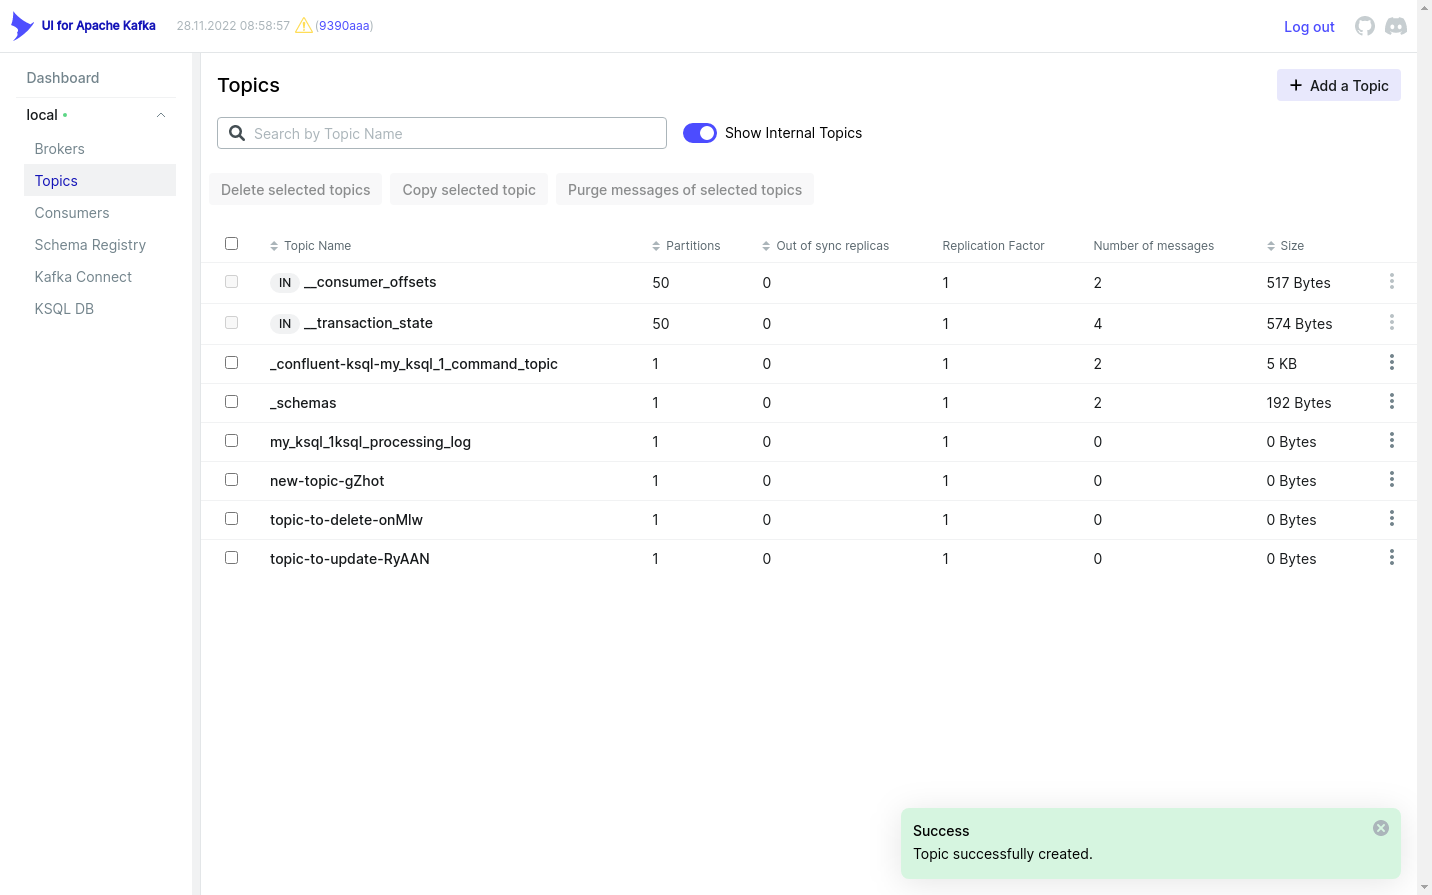 UI for Apache Kafka 28.11.2022 08:58:57 (9390aaa) Log out
Dashboard
local
Brokers
Topics
Consumers
Schema Registry
Kafka Connect
KSQL DB
Topics
Add a Topic
Search by Topic Name Show Internal Topics
Delete selected topics Copy selected topic Purge messages of selected topics
Topic Name Partitions Out of sync replicas Replication Factor Number of messages Size
IN __consumer_offsets 50 0 1 2 517 Bytes
IN __transaction_state 50 0 1 4 574 Bytes
_confluent-ksql-my_ksql_1_command_topic 1 0 1 2 5 KB
_schemas 1 0 1 2 192 Bytes
my_ksql_1ksql_processing_log 1 0 1 0 0 Bytes
new-topic-gZhot 1 0 1 0 0 Bytes
topic-to-delete-onMlw 1 0 1 0 0 Bytes
topic-to-update-RyAAN 1 0 1 0 0 Bytes
Success
Topic successfully created.